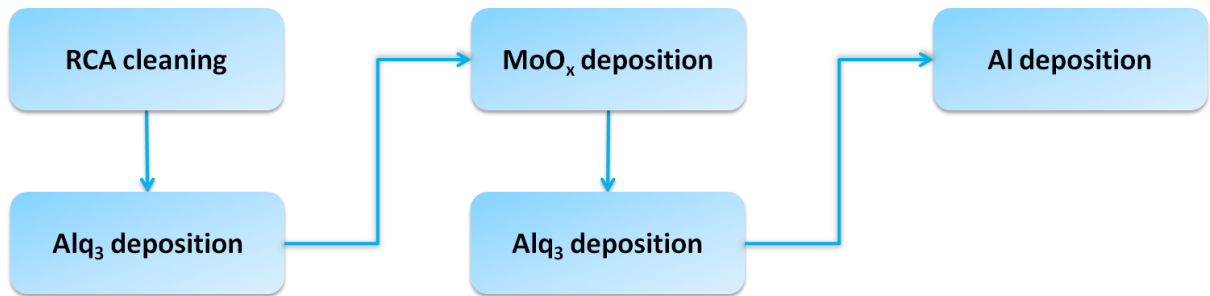 RCA cleaning
Alq₃ deposition
MoOₓ deposition
Alq₃ deposition
Al deposition